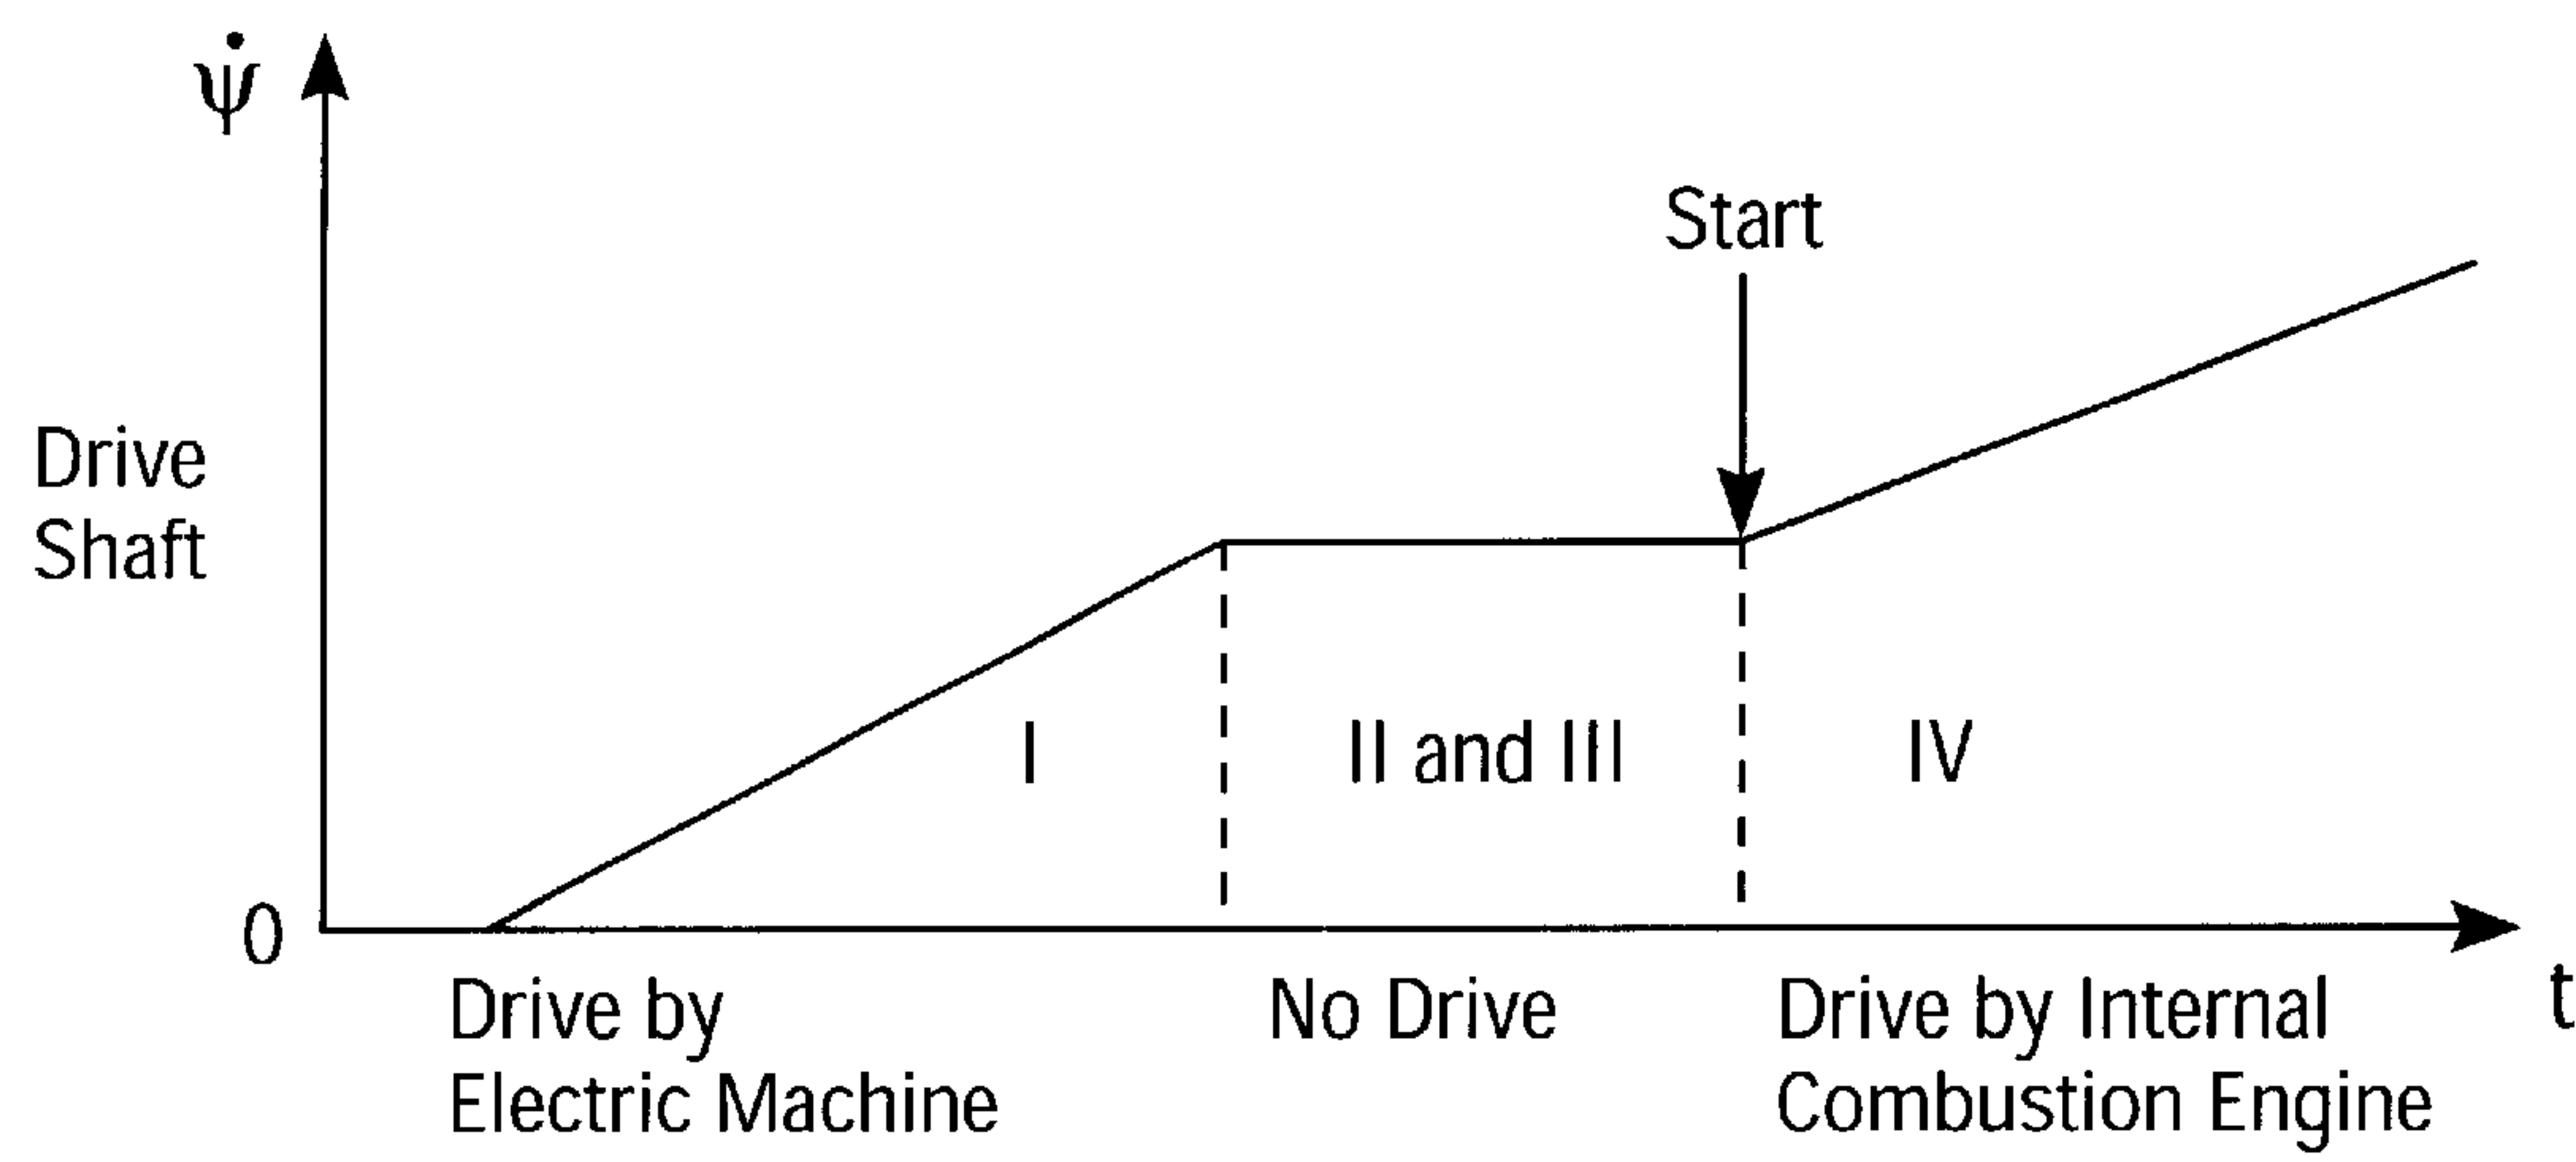 ψ̇
Start
Drive
Shaft
I
II and III
IV
0
t
Drive by
Electric Machine
No Drive
Drive by Internal
Combustion Engine